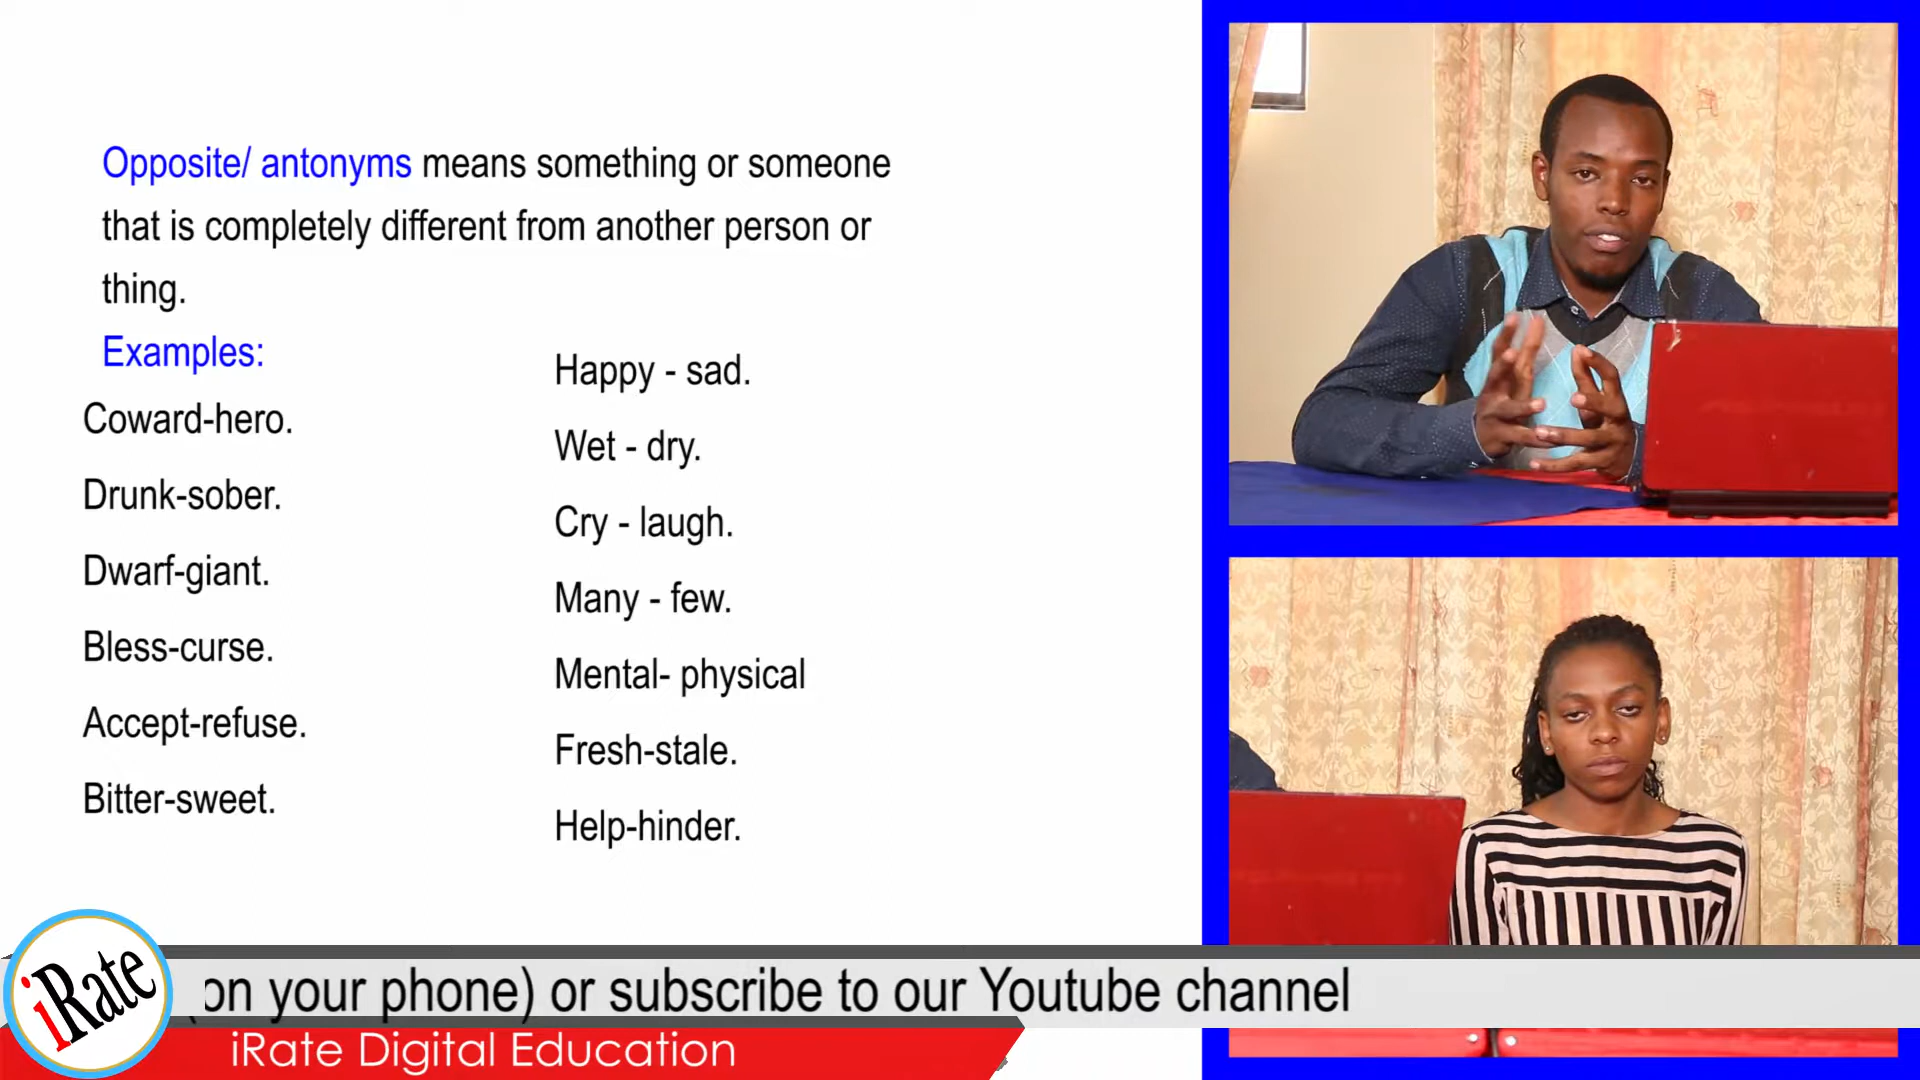 Opposite/ antonyms means something or someone
that is completely different from another person or
thing.
Examples:
Coward-hero.
Drunk-sober.
Dwarf-giant.
Bless-curse.
Accept-refuse.
Bitter-sweet.
Happy - sad.
Wet - dry.
Cry - laugh.
Many - few.
Mental- physical
Fresh-stale.
Help-hinder.
iRate
(on your phone) or subscribe to our Youtube channel
iRate Digital Education